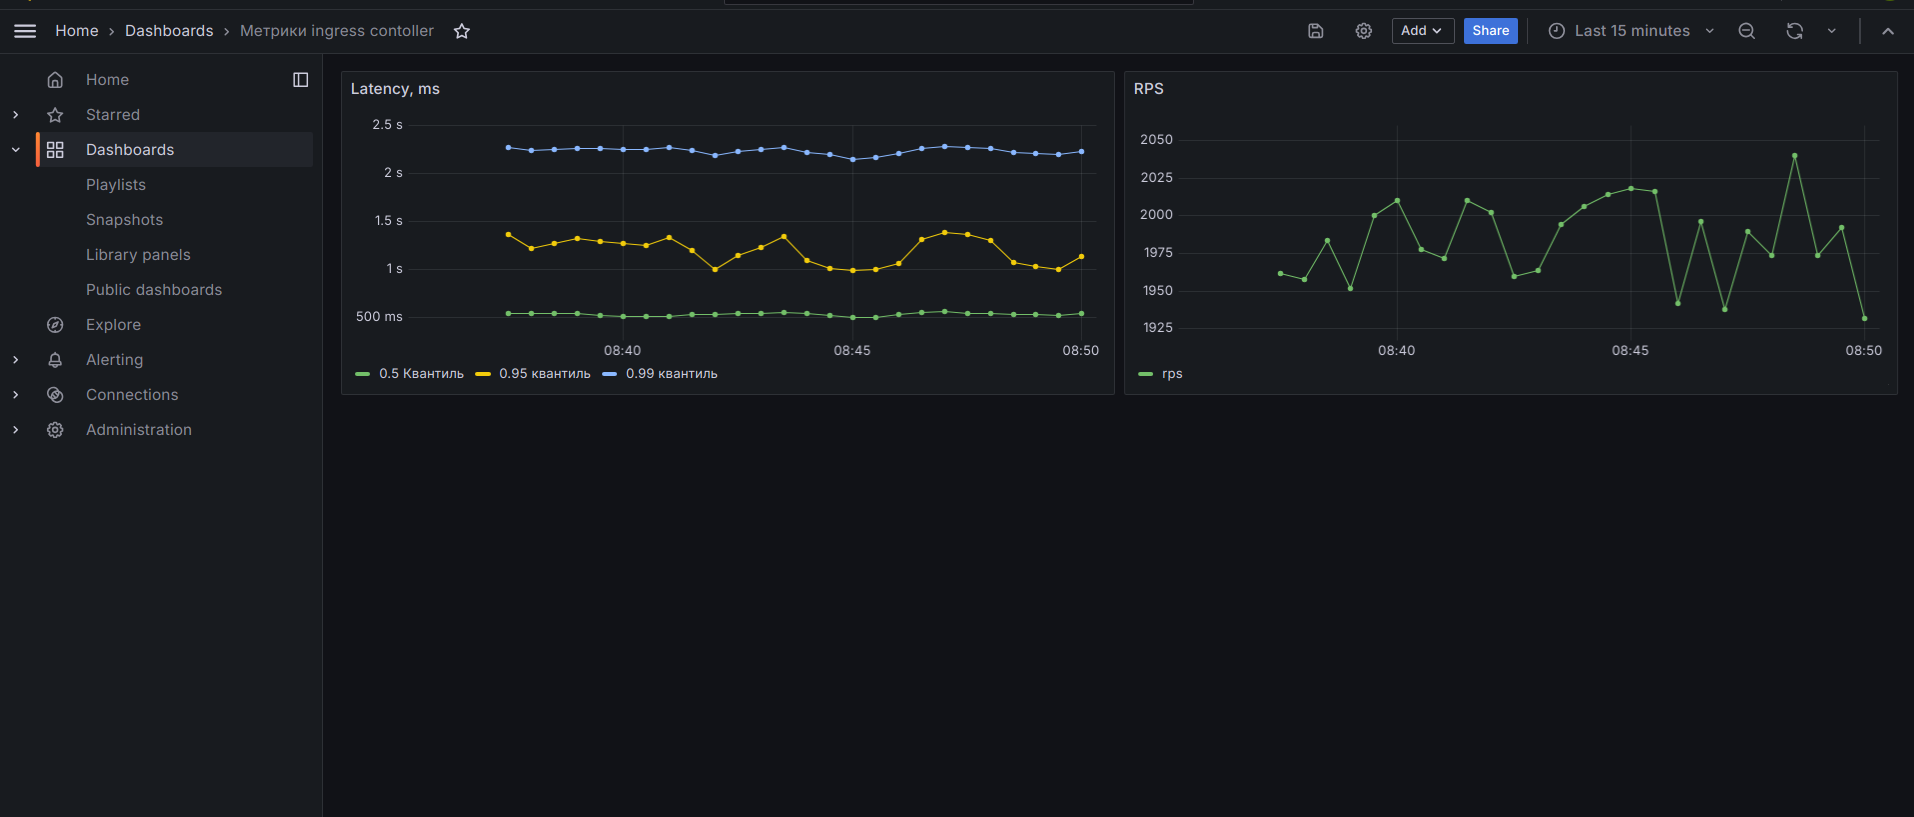 Home › Dashboards › Метрики ingress contoller
Add
Share
Last 15 minutes
Home
Starred
Dashboards
Playlists
Snapshots
Library panels
Public dashboards
Explore
Alerting
Connections
Administration
Latency, ms
2.5 s
2 s
1.5 s
1 s
500 ms
08:40 08:45 08:50
0.5 Квантиль 0.95 квантиль 0.99 квантиль
RPS
2050
2025
2000
1975
1950
1925
08:40 08:45 08:50
rps